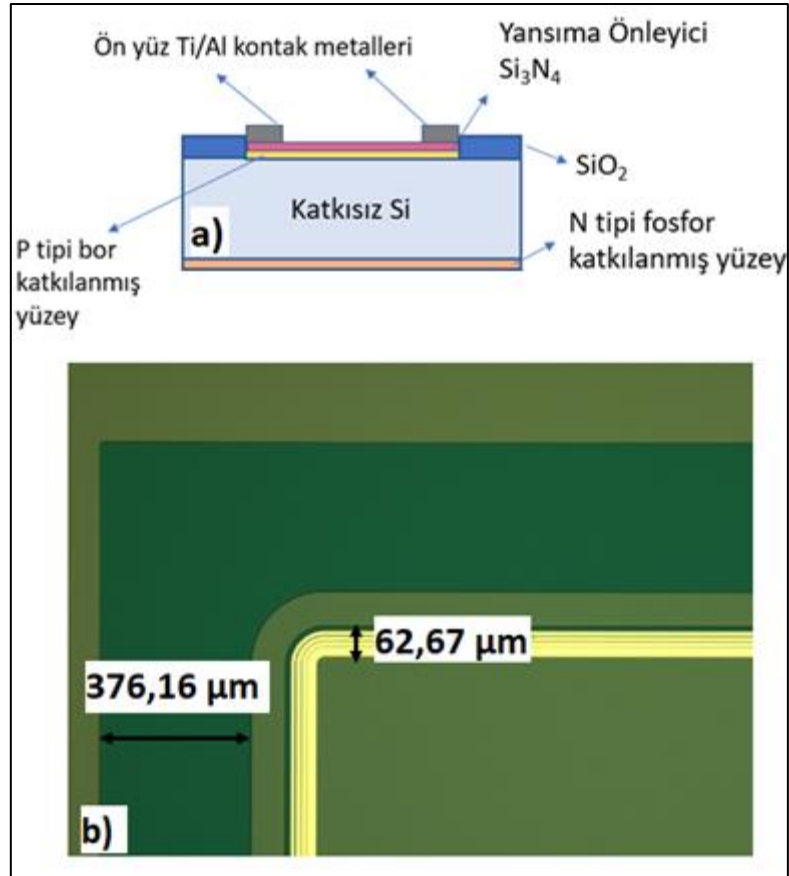 Ön yüz Ti/Al kontak metalleri
Yansıma Önleyici
Si₃N₄
SiO₂
Katkısız Si
a)
P tipi bor
katkılanmış
yüzey
N tipi fosfor
katkılanmış yüzey
62,67 µm
376,16 µm
b)